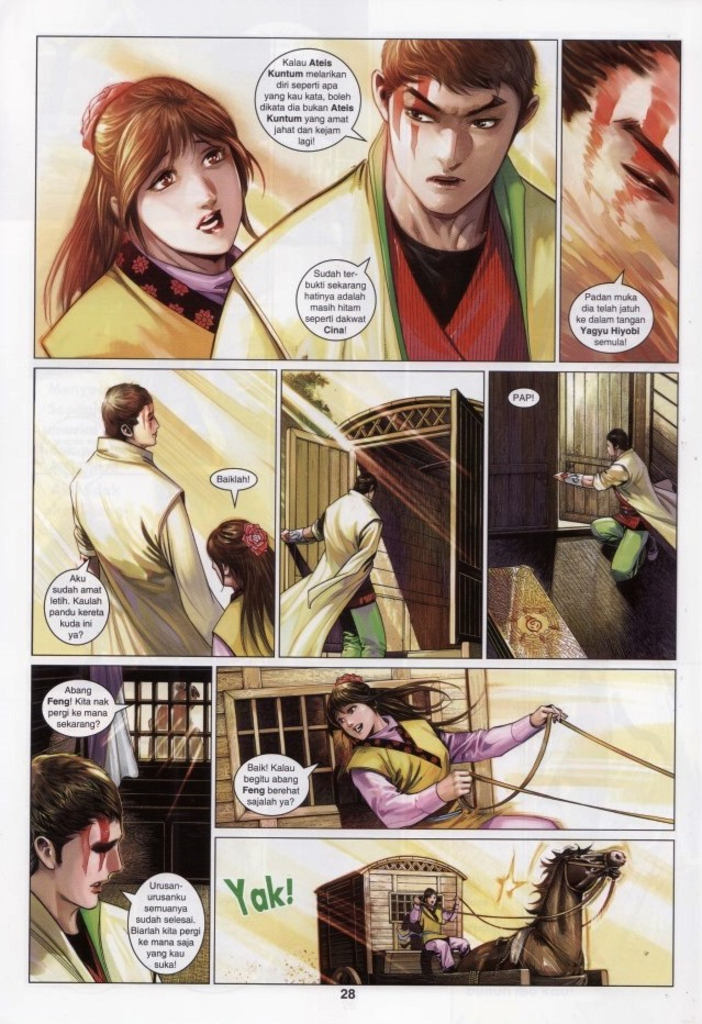 Kalau Ateis
Kuntum melarikan
diri seperti apa
yang kau kata, boleh
dikata dia bukan Ateis
Kuntum yang amat
jahat dan kejam
lagi!
Sudah ter-
bukti sekarang
hatinya adalah
masih hitam
seperti dakwat
Cina!
Padan muka
dia telah jatuh
ke dalam tangan
Yagyu Hiyobi
semula!
Aku
sudah amat
letih. Kaulah
pandu kereta
kuda ini
ya?
Baiklah!
PAP!
Abang
Feng! Kita nak
pergi ke mana
sekarang?
Urusan-
urusanku
semuanya
sudah selesai.
Biarlah kita pergi
ke mana saja
yang kau
suka!
Baik! Kalau
begitu abang
Feng berehat
sajalah ya?
Yak!
28